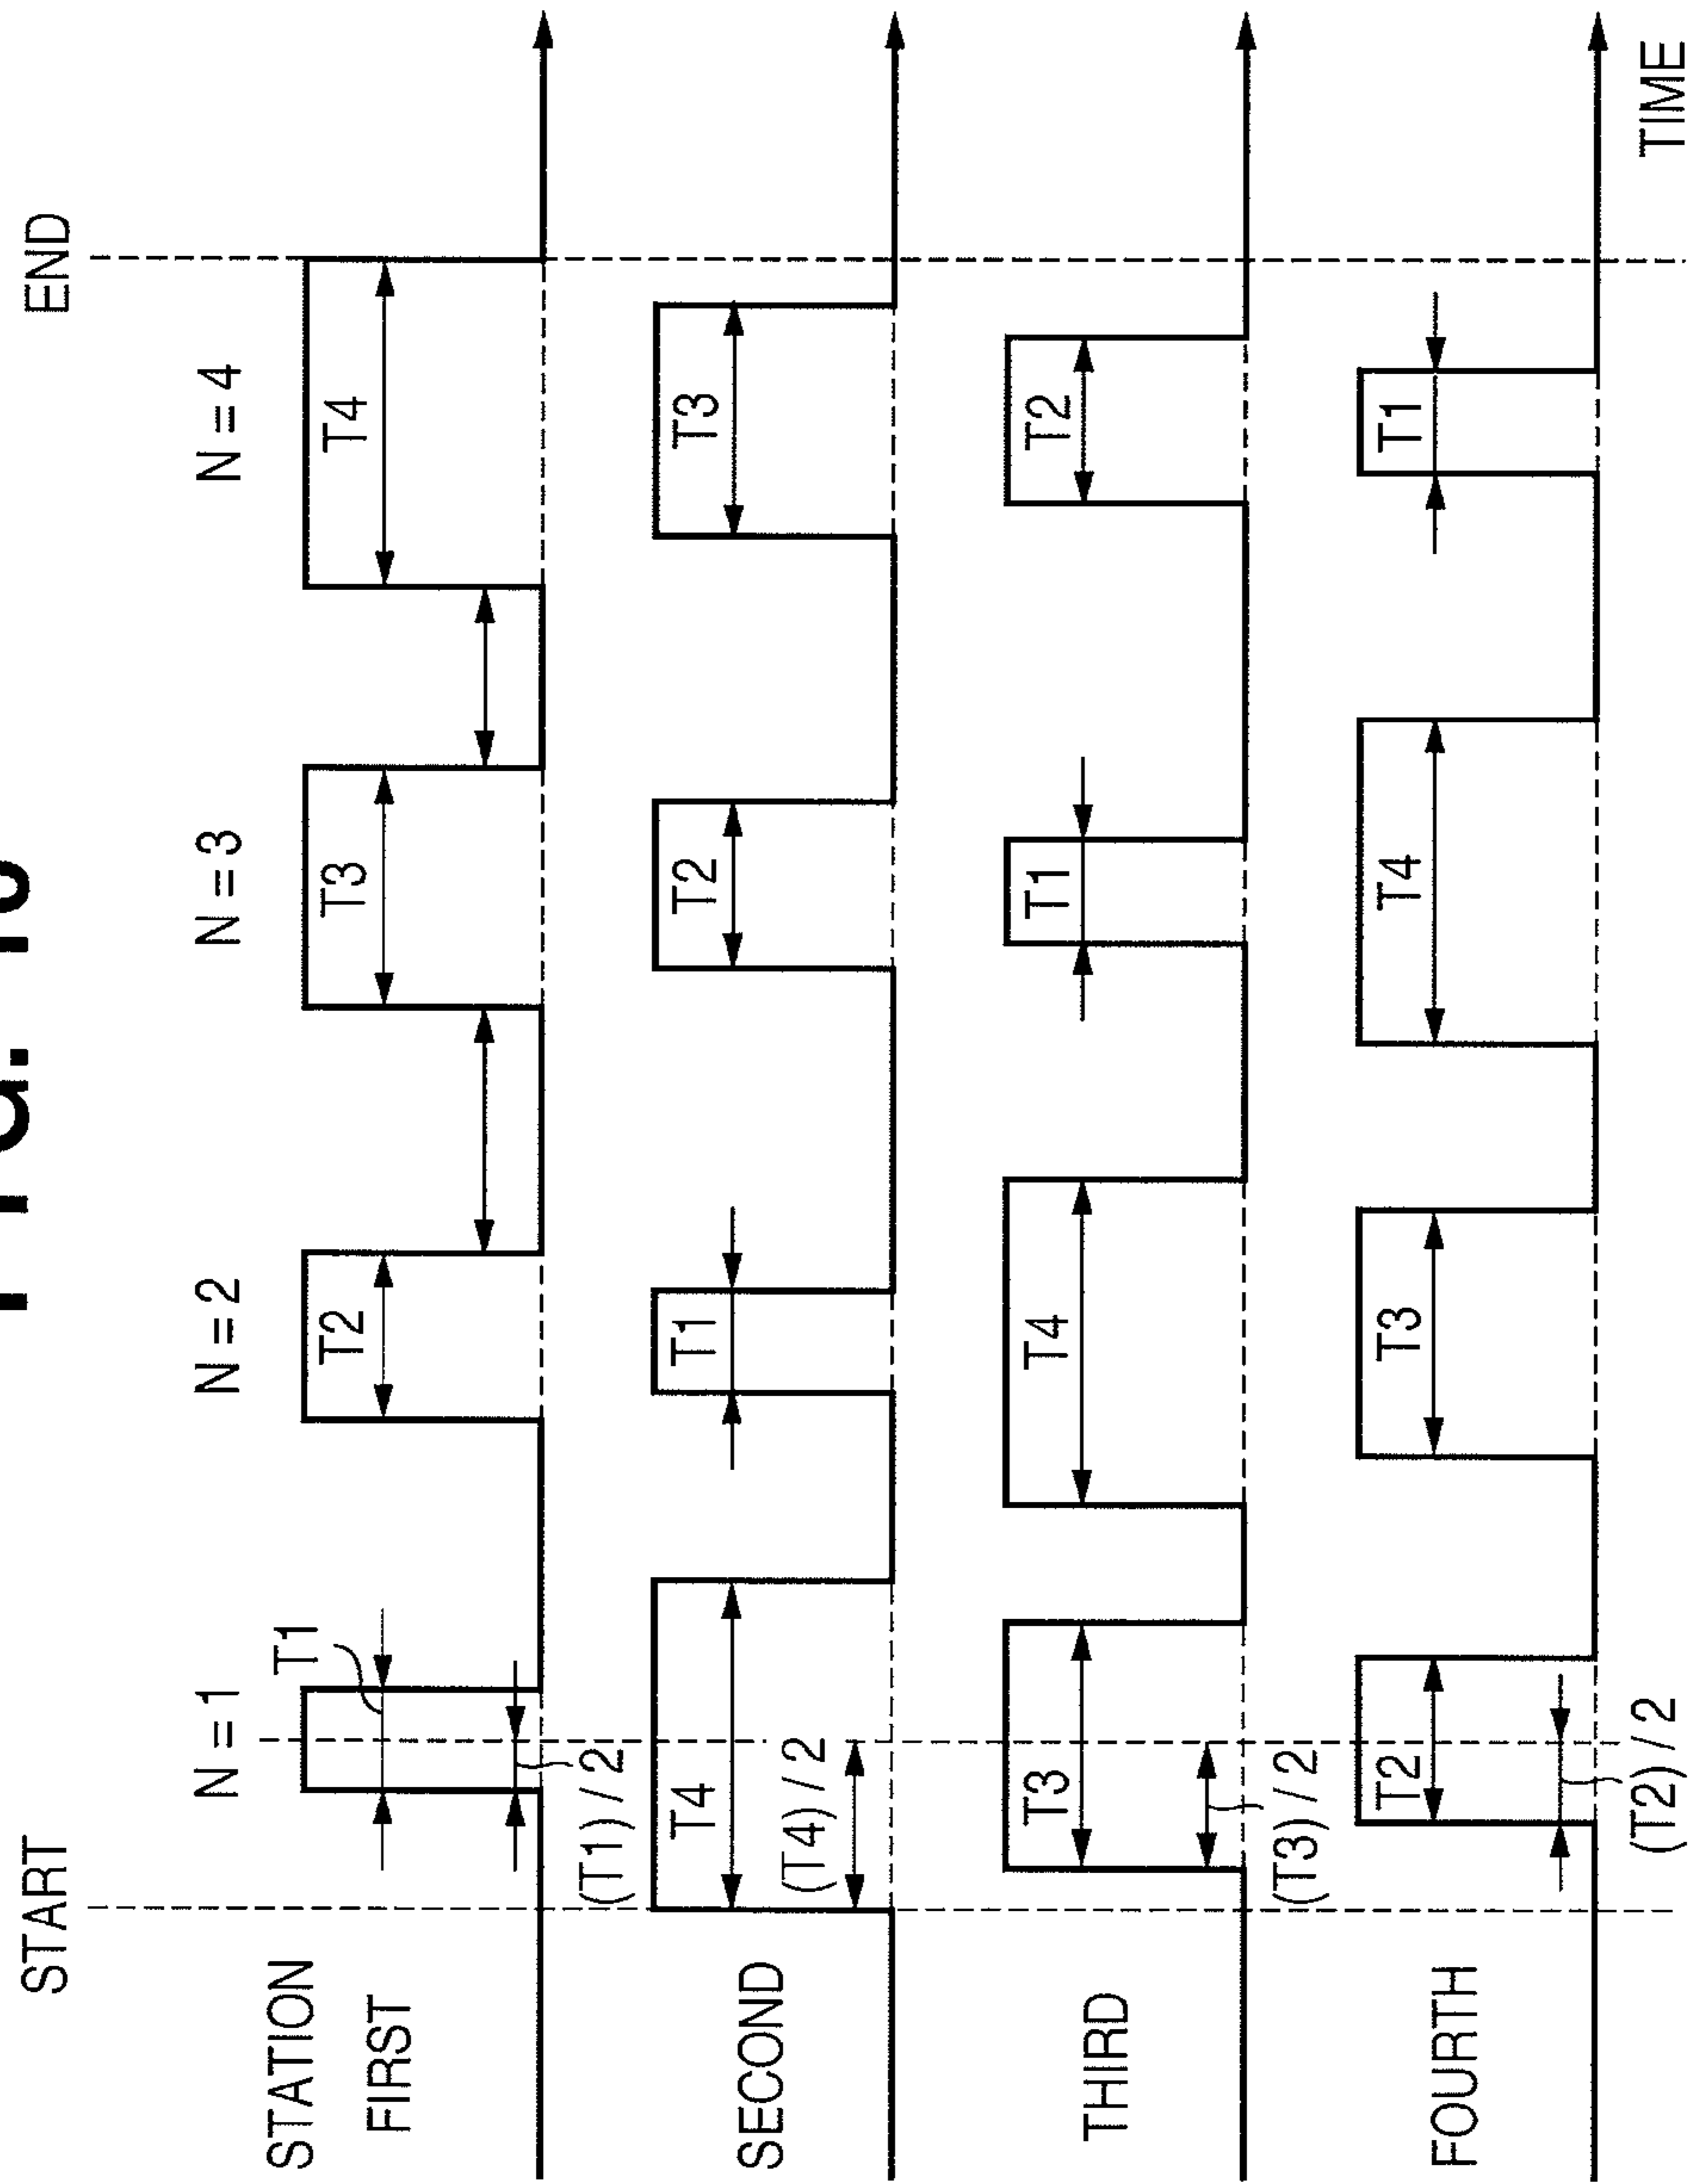 START
END
N=1
N=2
N=3
N=4
STATION
FIRST
T1
T2
T3
T4
(T1)/2
SECOND
T4
T1
T2
T3
(T4)/2
THIRD
T3
T4
T1
T2
(T3)/2
FOURTH
T2
T3
T4
T1
(T2)/2
TIME